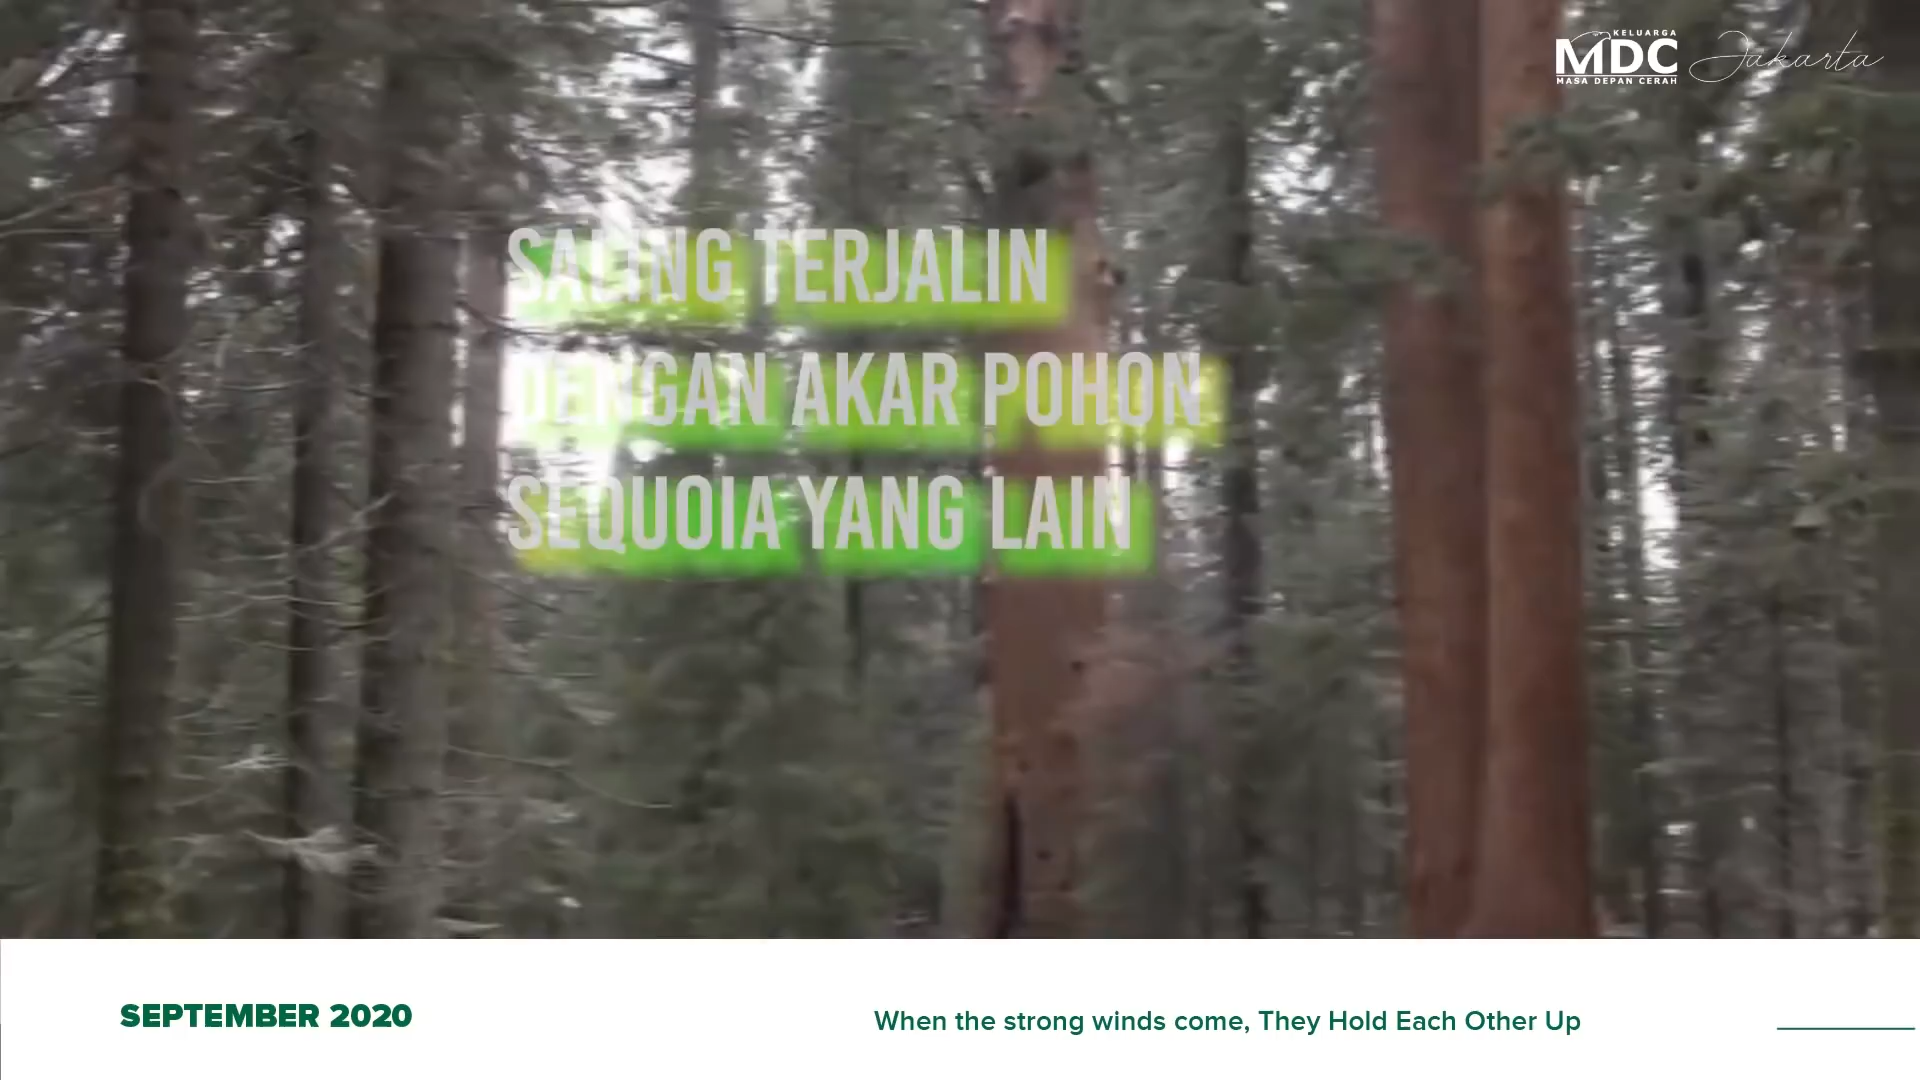 KELUARGA
MDC Jakarta
MASA DEPAN CERAH
SALING TERJALIN
DENGAN AKAR POHON
SEQUOIA YANG LAIN
SEPTEMBER 2020
When the strong winds come, They Hold Each Other Up